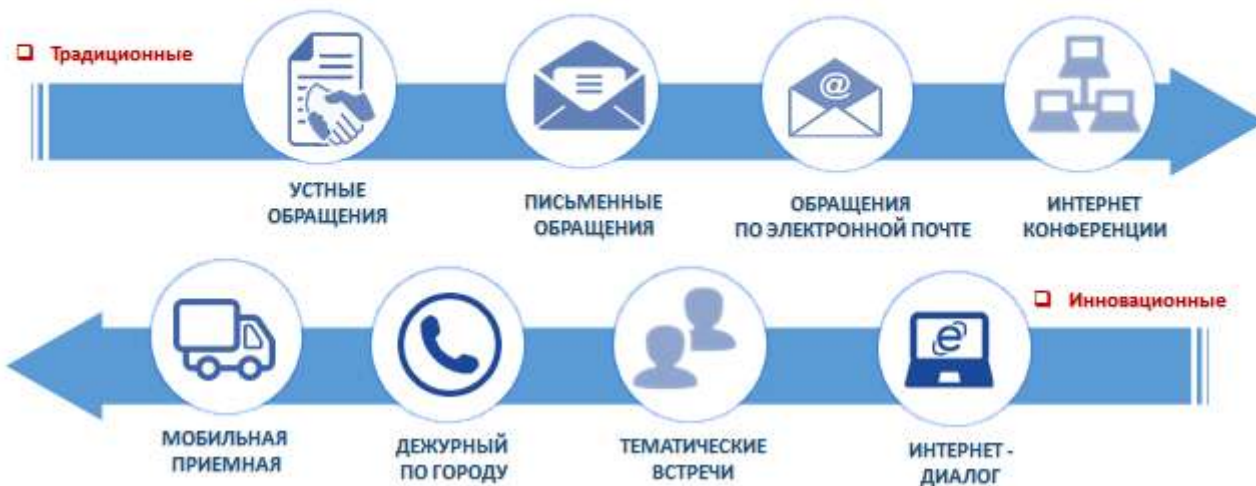 Традиционные
@
УСТНЫЕ
ОБРАЩЕНИЯ
ПИСЬМЕННЫЕ
ОБРАЩЕНИЯ
ОБРАЩЕНИЯ
ПО ЭЛЕКТРОННОЙ ПОЧТЕ
ИНТЕРНЕТ
КОНФЕРЕНЦИИ
Инновационные
e
МОБИЛЬНАЯ
ПРИЕМНАЯ
ДЕЖУРНЫЙ
ПО ГОРОДУ
ТЕМАТИЧЕСКИЕ
ВСТРЕЧИ
ИНТЕРНЕТ -
ДИАЛОГ